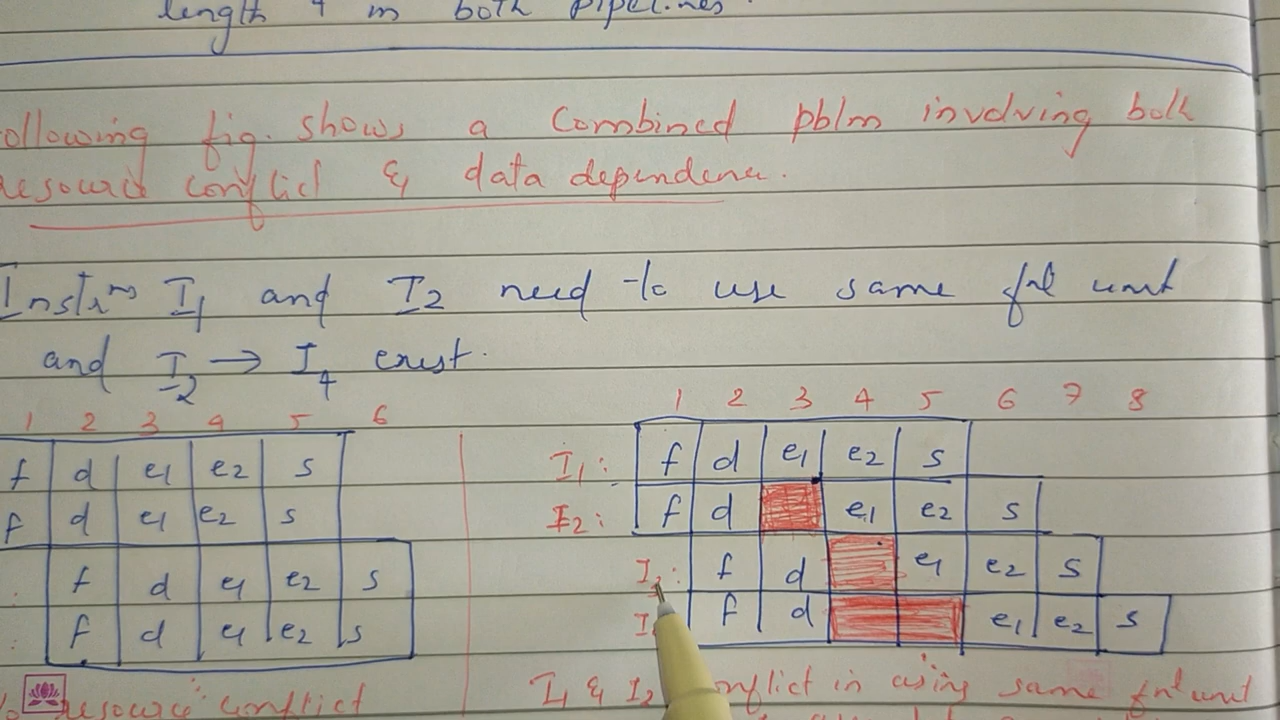 length 4 in both pipelines.
ollowing fig. shows a combined pblm involving both
resource conflict & data dependence.
Instrns I1 and I2 need to use same fnl unit
and I2 → I4 exist.
1 2 3 4 5 6
f d e1 e2 s
f d e1 e2 s
f d e1 e2 s
f d e1 e2 s
resource conflict
1 2 3 4 5 6 7 8
I1: f d e1 e2 s
I2: f d e1 e2 s
I3: f d e1 e2 s
I f d e1 e2 s
I1 & I2 conflict in using same fnl unit